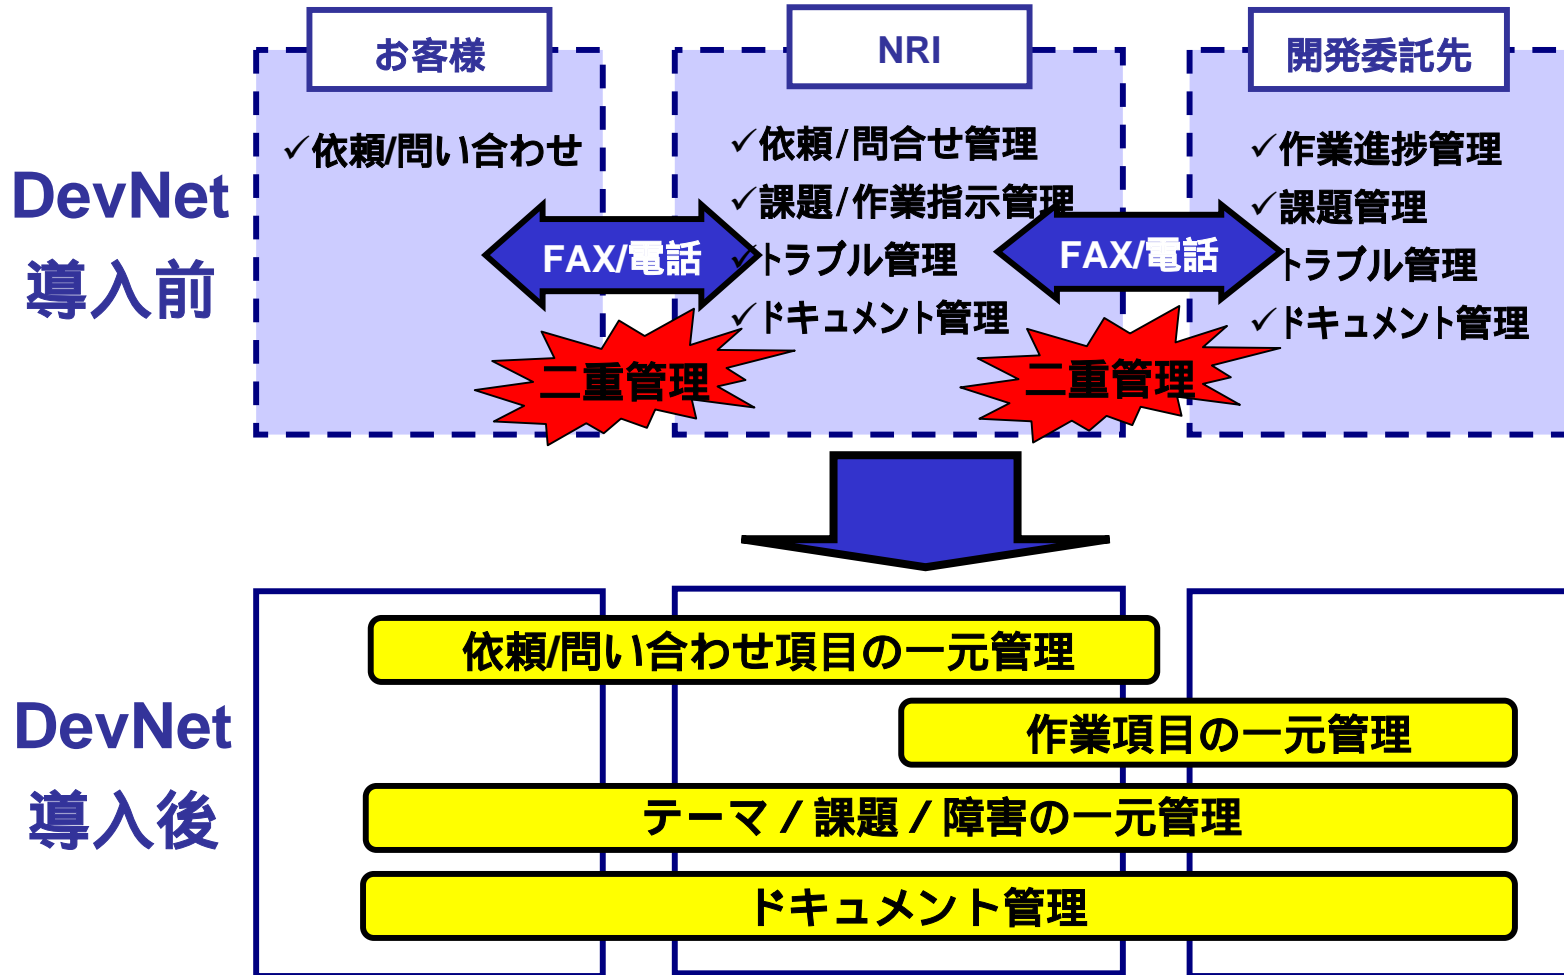 お客様
NRI
開発委託先
DevNet
導入前
✓依頼/問い合わせ
✓依頼/問合せ管理
✓課題/作業指示管理
✓トラブル管理
✓ドキュメント管理
✓作業進捗管理
✓課題管理
トラブル管理
✓ドキュメント管理
FAX/電話
FAX/電話
二重管理
二重管理
DevNet
導入後
依頼/問い合わせ項目の一元管理
作業項目の一元管理
テーマ／課題／障害の一元管理
ドキュメント管理